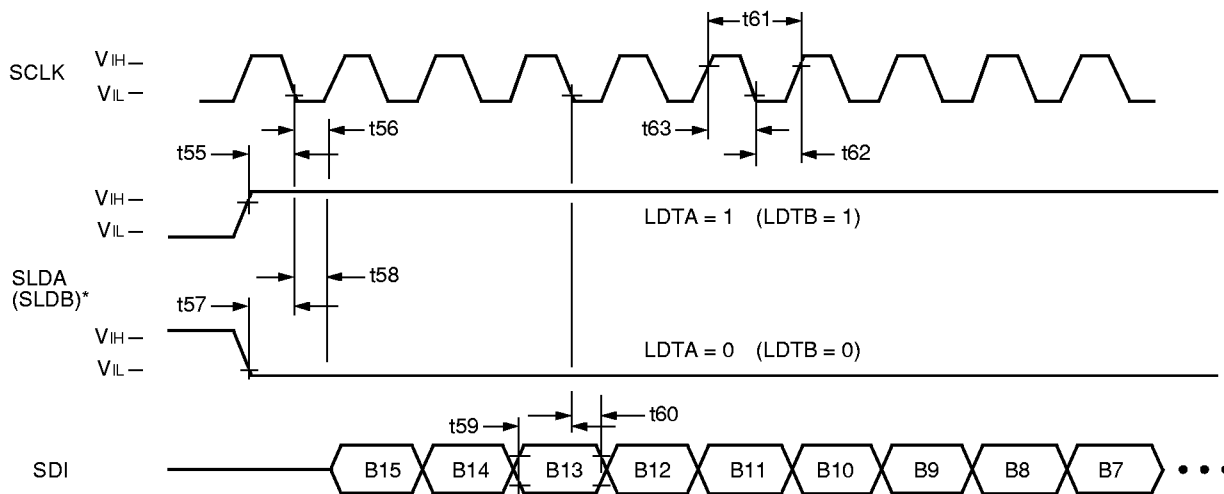 t61
SCLK
VIH
VIL
t56
t63
t62
t55
VIH
VIL
LDTA = 1 (LDTB = 1)
SLDA
(SLDB)*
t58
t57
VIH
VIL
LDTA = 0 (LDTB = 0)
t59
t60
SDI
B15 B14 B13 B12 B11 B10 B9 B8 B7